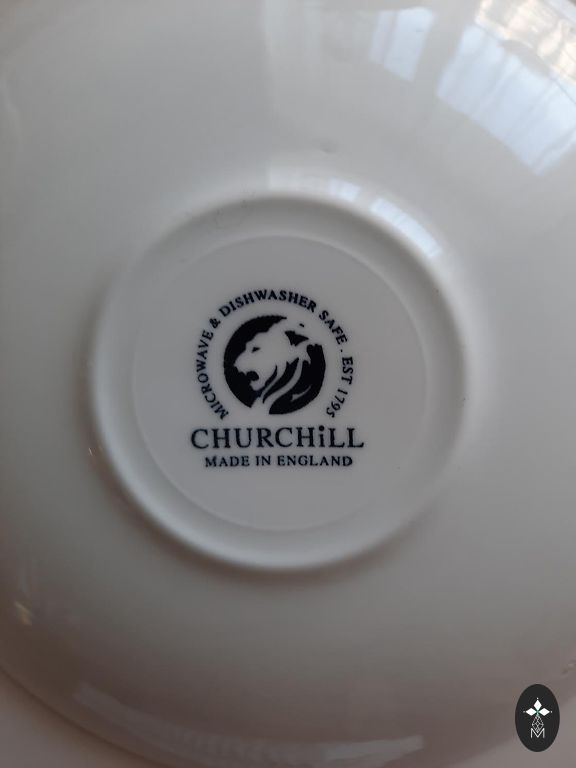 MICROWAVE & DISHWASHER SAFE . EST 1795
CHURCHiLL
MADE IN ENGLAND
M